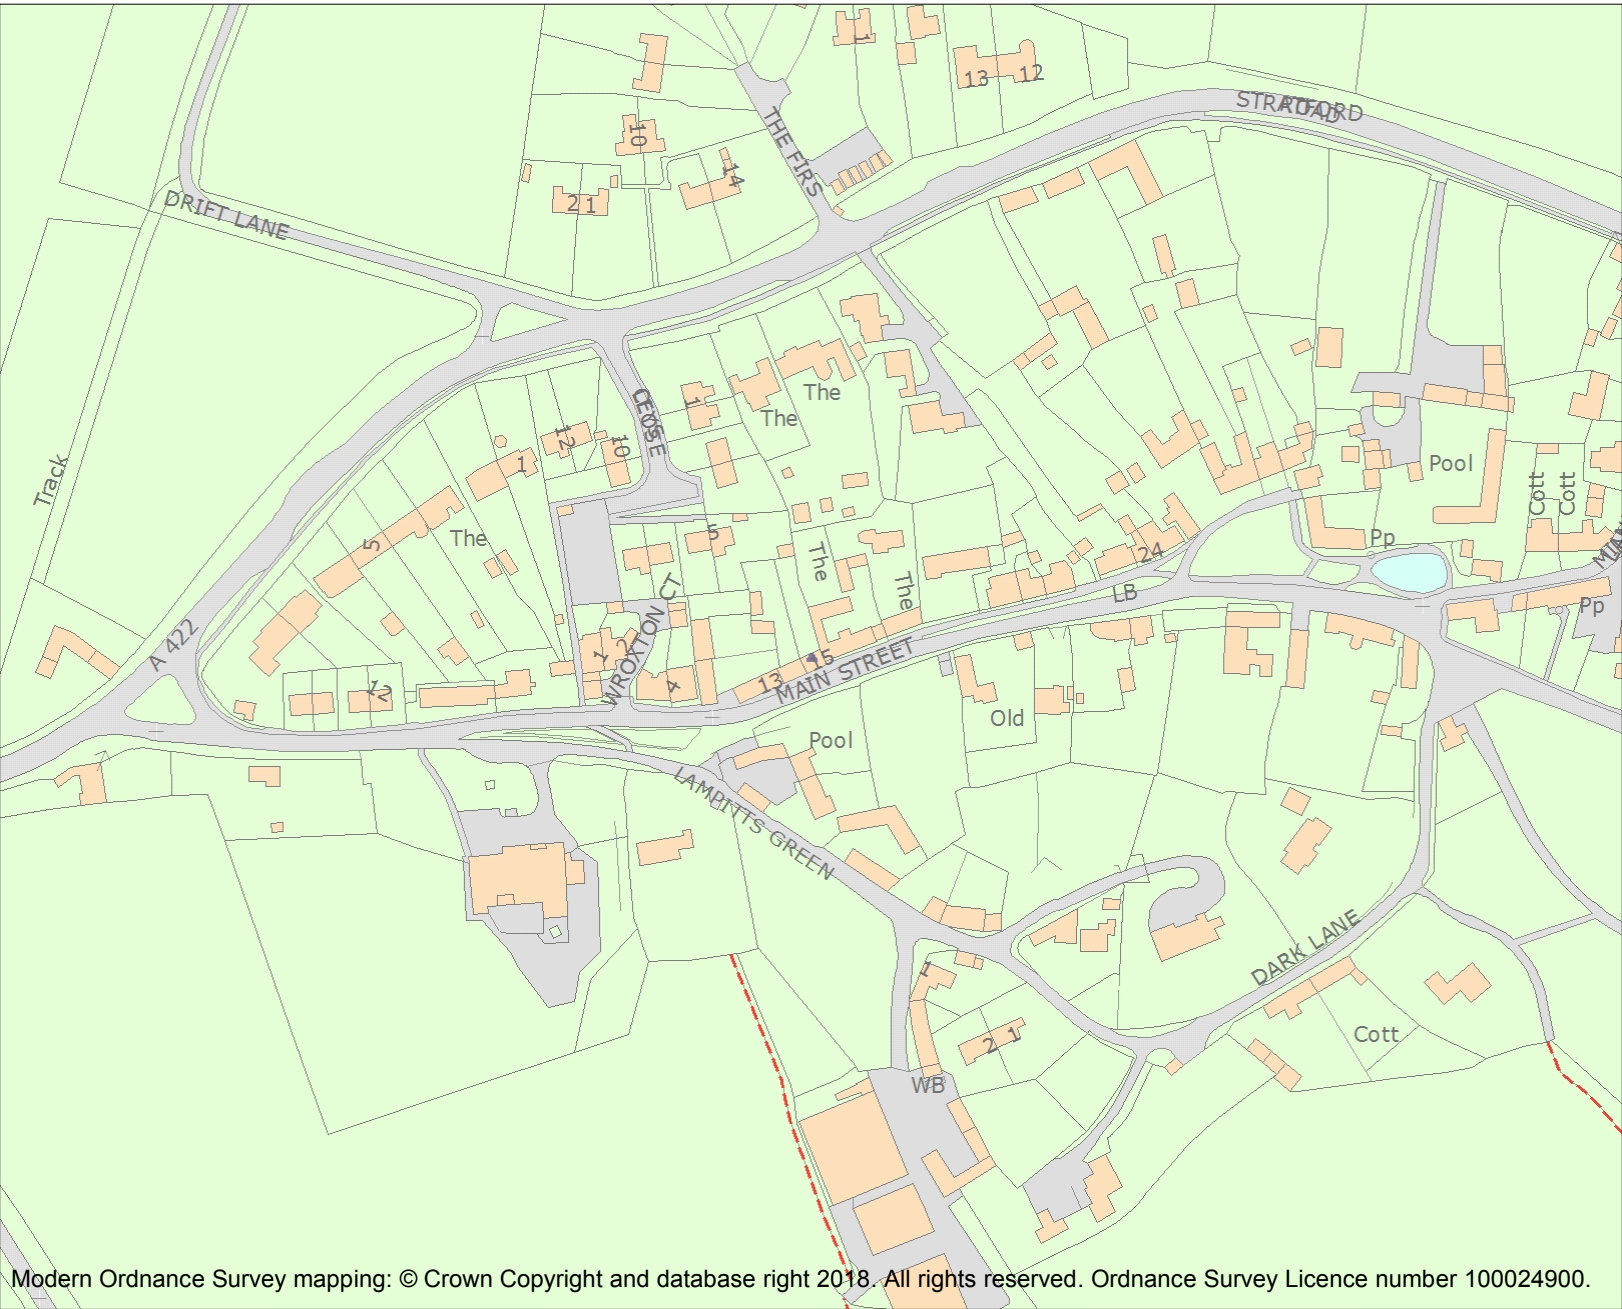 1
13
12
STRATFORD
ROAD
THE FIRS
10
14
2 1
DRIFT LANE
LEYS
CLOSE
1
The
The
12
10
1
Track
5
The
5
The
The
24
LB
Pool
Cott
Cott
Pp
Pp
A 422
WROXTON CT
1
2
4
12
13
15
MAIN STREET
Old
Pool
LAMPITTS GREEN
DARK LANE
1
2 1
Cott
WB
Modern Ordnance Survey mapping: © Crown Copyright and database right 2018. All rights reserved. Ordnance Survey Licence number 100024900.